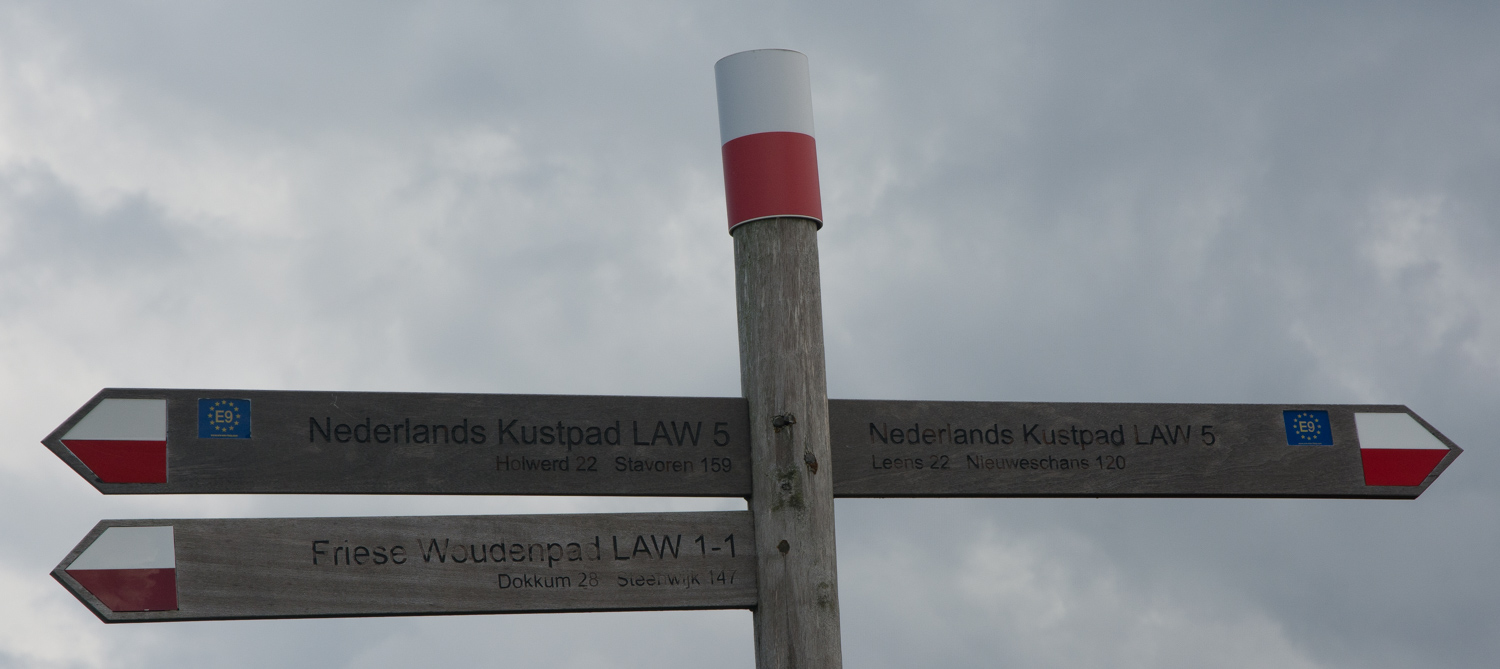 E9
Nederlands Kustpad LAW 5
Holwerd 22 Stavoren 159
Nederlands Kustpad LAW 5
Leens 22 Nieuweschans 120
E9
Friese Woudenpad LAW 1-1
Dokkum 28 Steenwijk 147